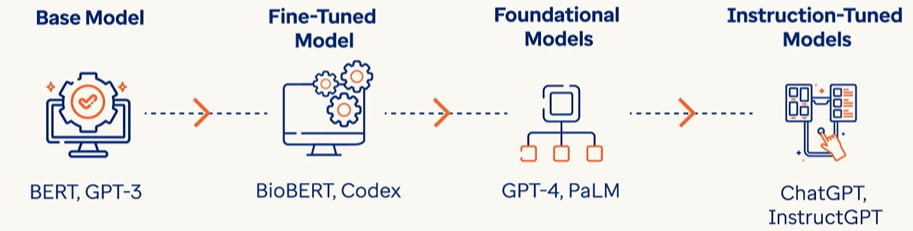 Base Model
BERT, GPT-3
Fine-Tuned
Model
BioBERT, Codex
Foundational
Models
GPT-4, PaLM
Instruction-Tuned
Models
ChatGPT,
InstructGPT